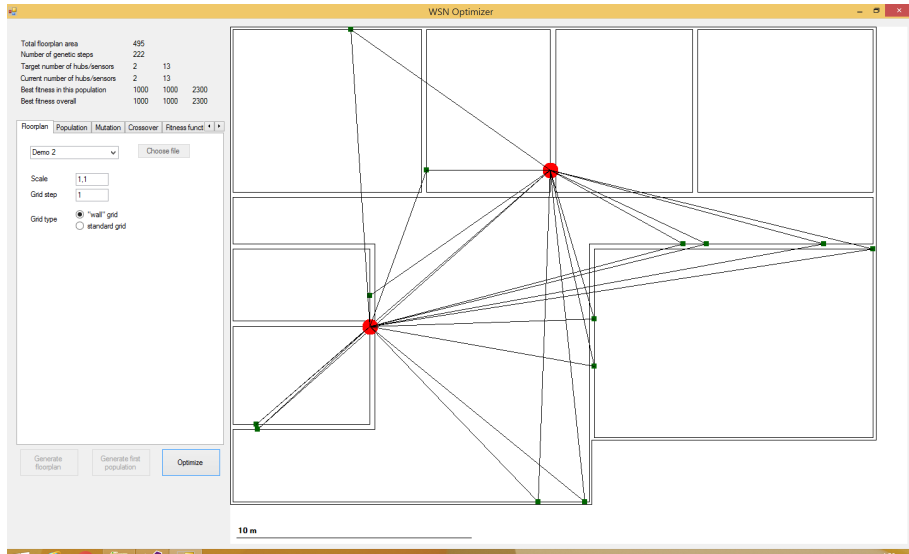 WSN Optimizer
Total floorplan area 495
Number of genetic steps 222
Target number of hubs/sensors 2 13
Current number of hubs/sensors 2 13
Best fitness in this population 1000 1000 2300
Best fitness overall 1000 1000 2300
Floorplan Population Mutation Crossover Fitness functi
Demo 2 Choose file
Scale 1,1
Grid step 1
Grid type "wall" grid
standard grid
Generate floorplan Generate first population Optimize
10 m